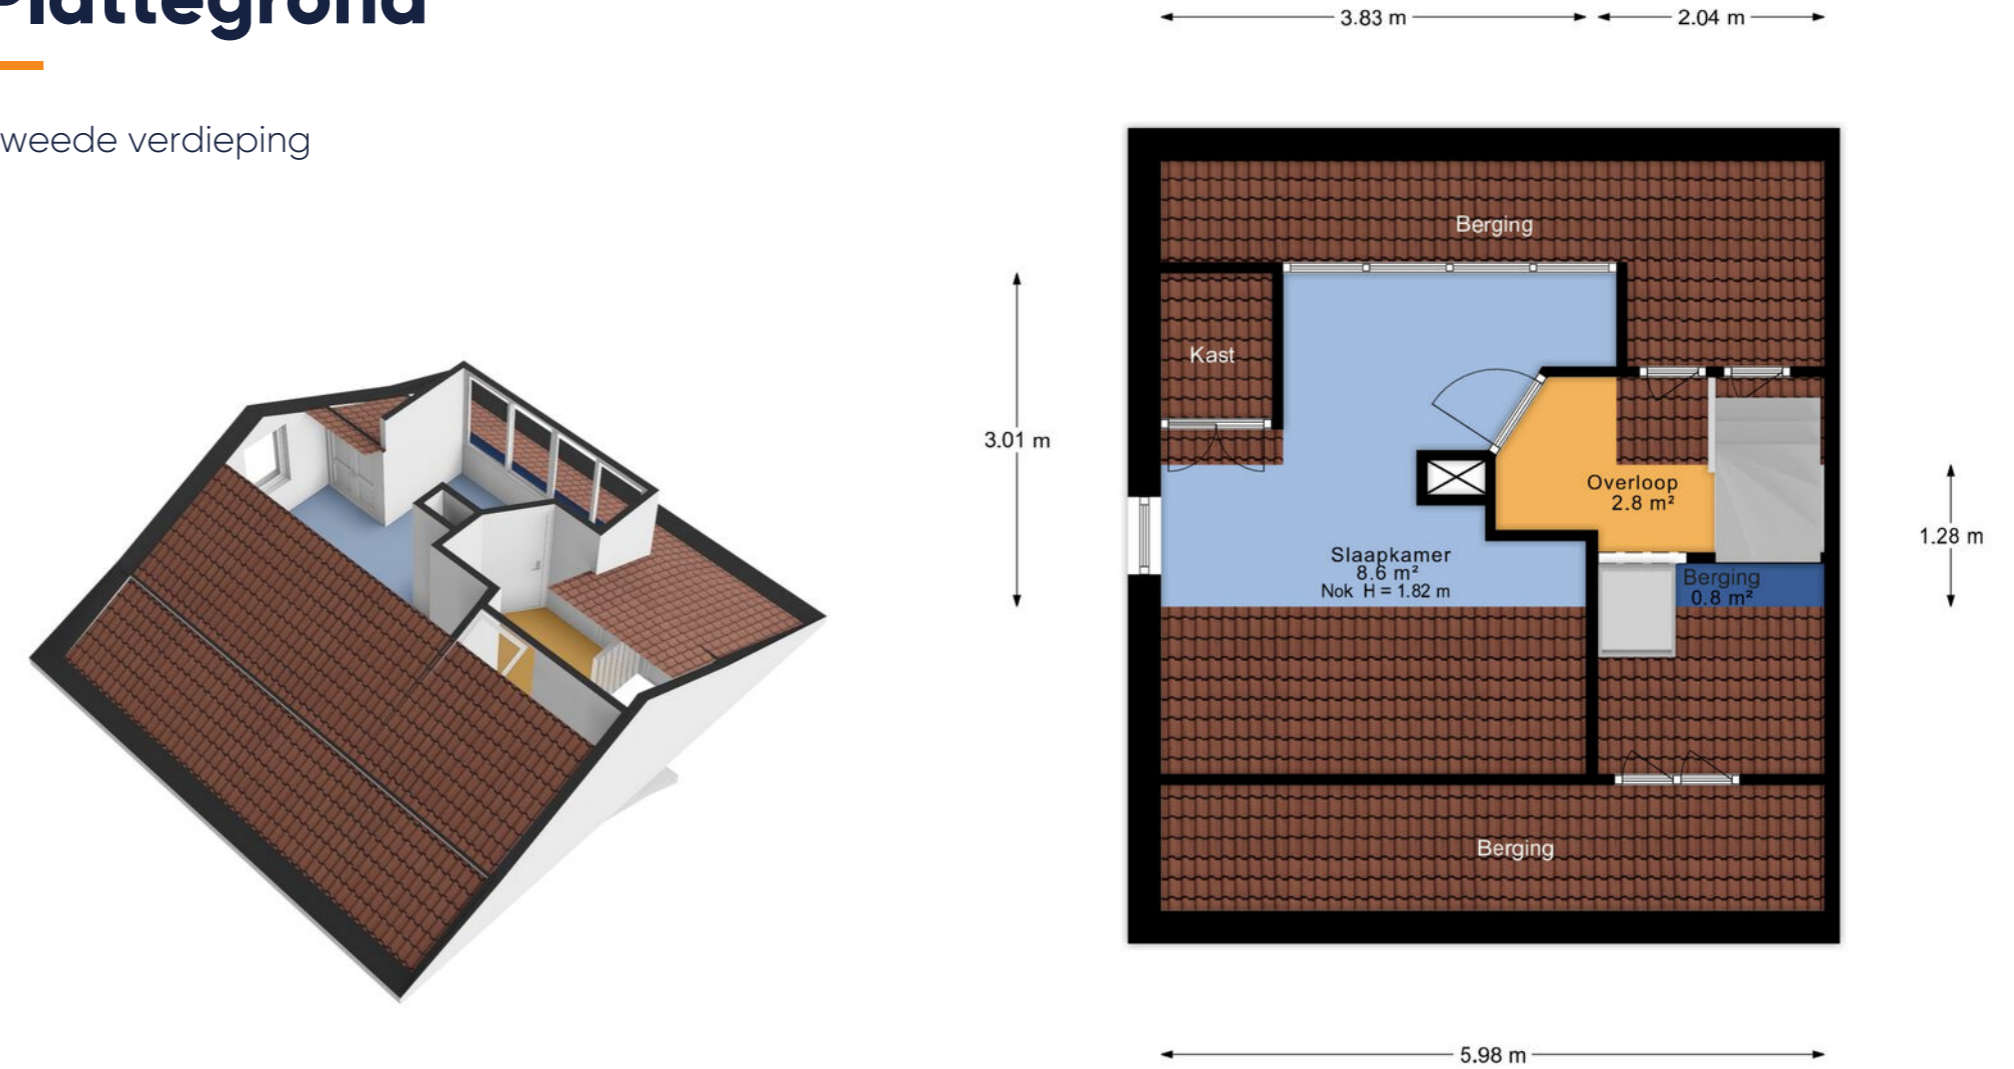 Plattegrond
weede verdieping
3.83 m
2.04 m
Berging
Kast
3.01 m
Overloop
2.8 m²
1.28 m
Slaapkamer
8.6 m²
Nok H = 1.82 m
Berging
0.8 m²
Berging
5.98 m